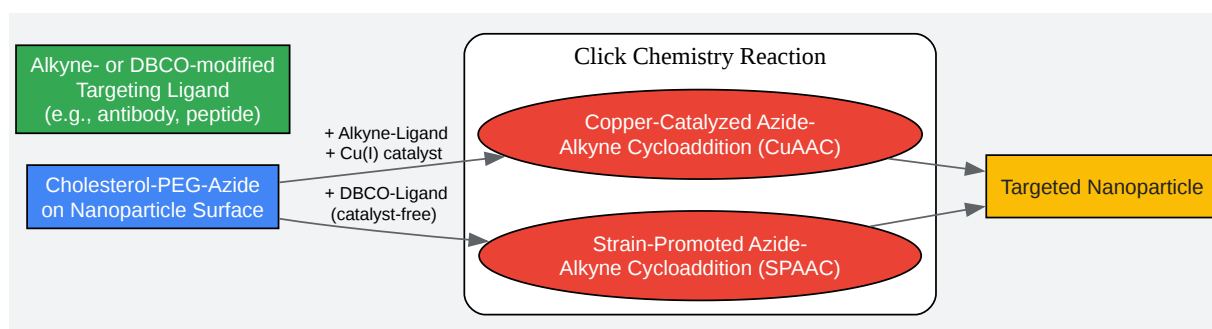 Alkyne- or DBCO-modified
Targeting Ligand
(e.g., antibody, peptide)
Cholesterol-PEG-Azide
on Nanoparticle Surface
+ Alkyne-Ligand
+ Cu(I) catalyst
+ DBCO-Ligand
(catalyst-free)
Click Chemistry Reaction
Copper-Catalyzed Azide-
Alkyne Cycloaddition (CuAAC)
Strain-Promoted Azide-
Alkyne Cycloaddition (SPAAC)
Targeted Nanoparticle